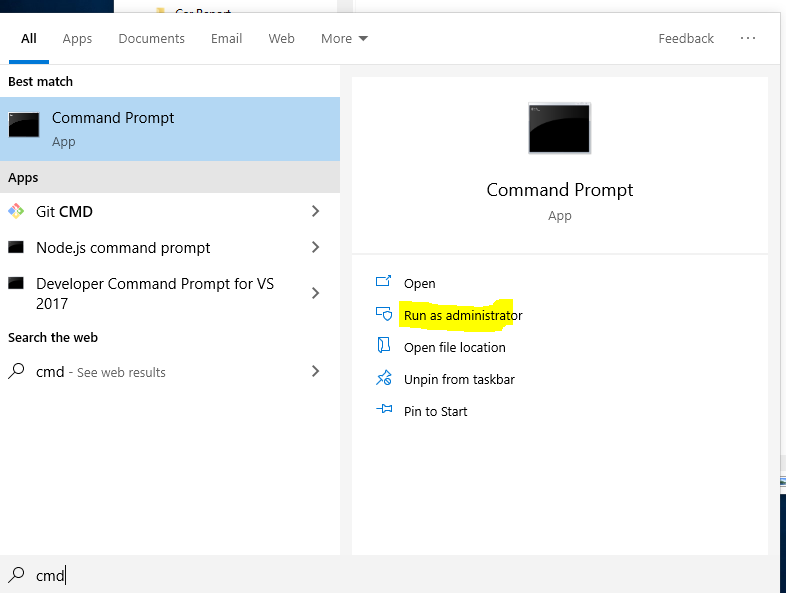 Car Report
All Apps Documents Email Web More Feedback ...
Best match
Command Prompt
App
Apps
Git CMD
Node.js command prompt
Developer Command Prompt for VS
2017
Search the web
cmd - See web results
Command Prompt
App
Open
Run as administrator
Open file location
Unpin from taskbar
Pin to Start
cmd